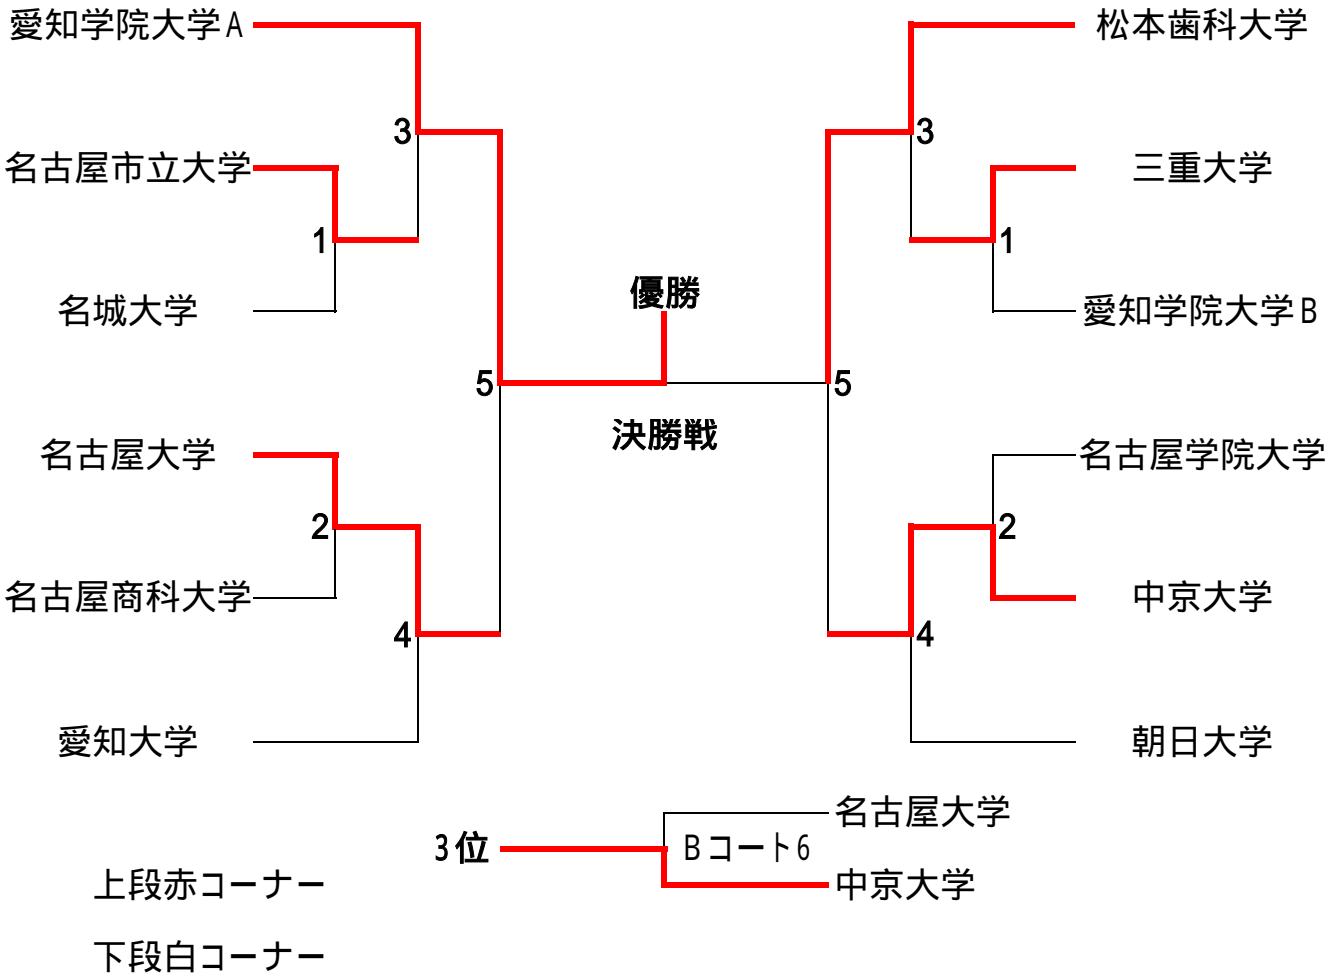 愛知学院大学A
松本歯科大学
3
3
名古屋市立大学
三重大学
1
1
優勝
名城大学
愛知学院大学B
5
5
決勝戦
名古屋大学
名古屋学院大学
2
2
名古屋商科大学
中京大学
4
4
愛知大学
朝日大学
名古屋大学
3位
Bコート6
中京大学
上段赤コーナー
下段白コーナー